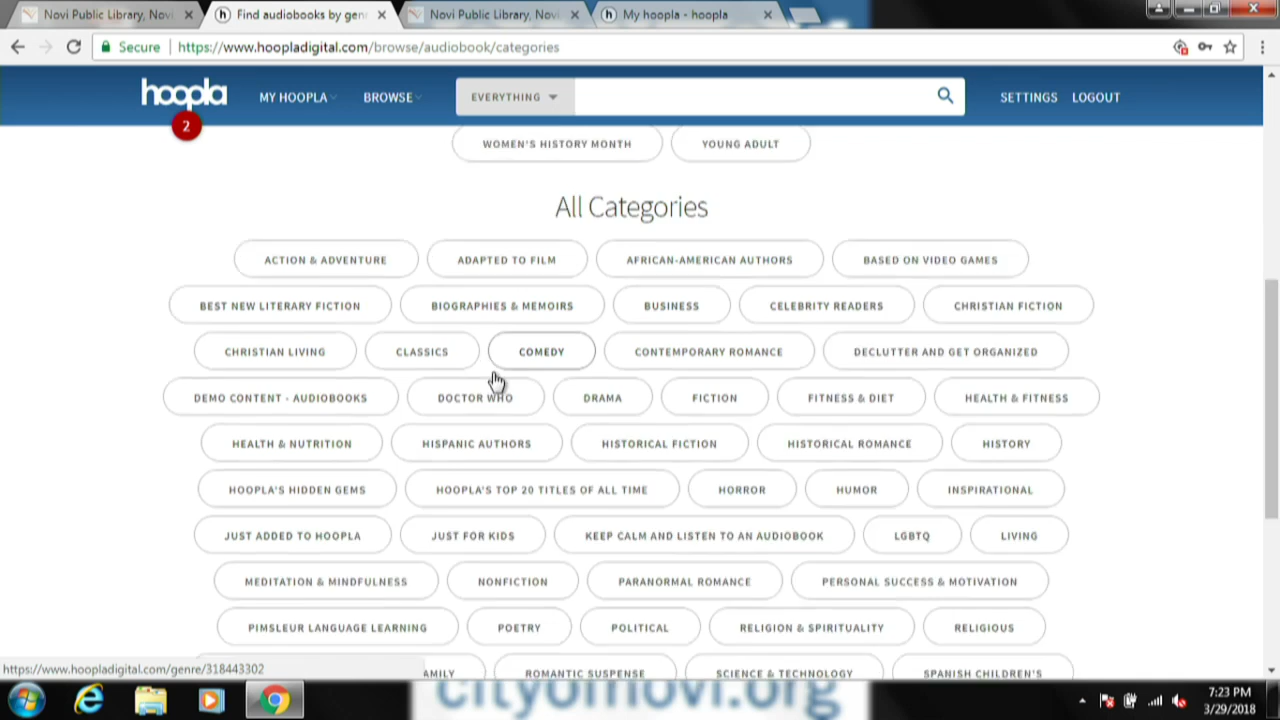 Novi Public Library, Novi
Find audiobooks by genr
Novi Public Library, Novi
My hoopla - hoopla
Secure https://www.hoopladigital.com/browse/audiobook/categories
hoopla MY HOOPLA BROWSE EVERYTHING SETTINGS LOGOUT
2
WOMEN'S HISTORY MONTH YOUNG ADULT
All Categories
ACTION & ADVENTURE ADAPTED TO FILM AFRICAN-AMERICAN AUTHORS BASED ON VIDEO GAMES
BEST NEW LITERARY FICTION BIOGRAPHIES & MEMOIRS BUSINESS CELEBRITY READERS CHRISTIAN FICTION
CHRISTIAN LIVING CLASSICS COMEDY CONTEMPORARY ROMANCE DECLUTTER AND GET ORGANIZED
DEMO CONTENT - AUDIOBOOKS DOCTOR WHO DRAMA FICTION FITNESS & DIET HEALTH & FITNESS
HEALTH & NUTRITION HISPANIC AUTHORS HISTORICAL FICTION HISTORICAL ROMANCE HISTORY
HOOPLA'S HIDDEN GEMS HOOPLA'S TOP 20 TITLES OF ALL TIME HORROR HUMOR INSPIRATIONAL
JUST ADDED TO HOOPLA JUST FOR KIDS KEEP CALM AND LISTEN TO AN AUDIOBOOK LGBTQ LIVING
MEDITATION & MINDFULNESS NONFICTION PARANORMAL ROMANCE PERSONAL SUCCESS & MOTIVATION
PIMSLEUR LANGUAGE LEARNING POETRY POLITICAL RELIGION & SPIRITUALITY RELIGIOUS
AMILY ROMANTIC SUSPENSE SCIENCE & TECHNOLOGY SPANISH CHILDREN'S
https://www.hoopladigital.com/genre/318443302
cityofnovi.org
7:23 PM
3/29/2018